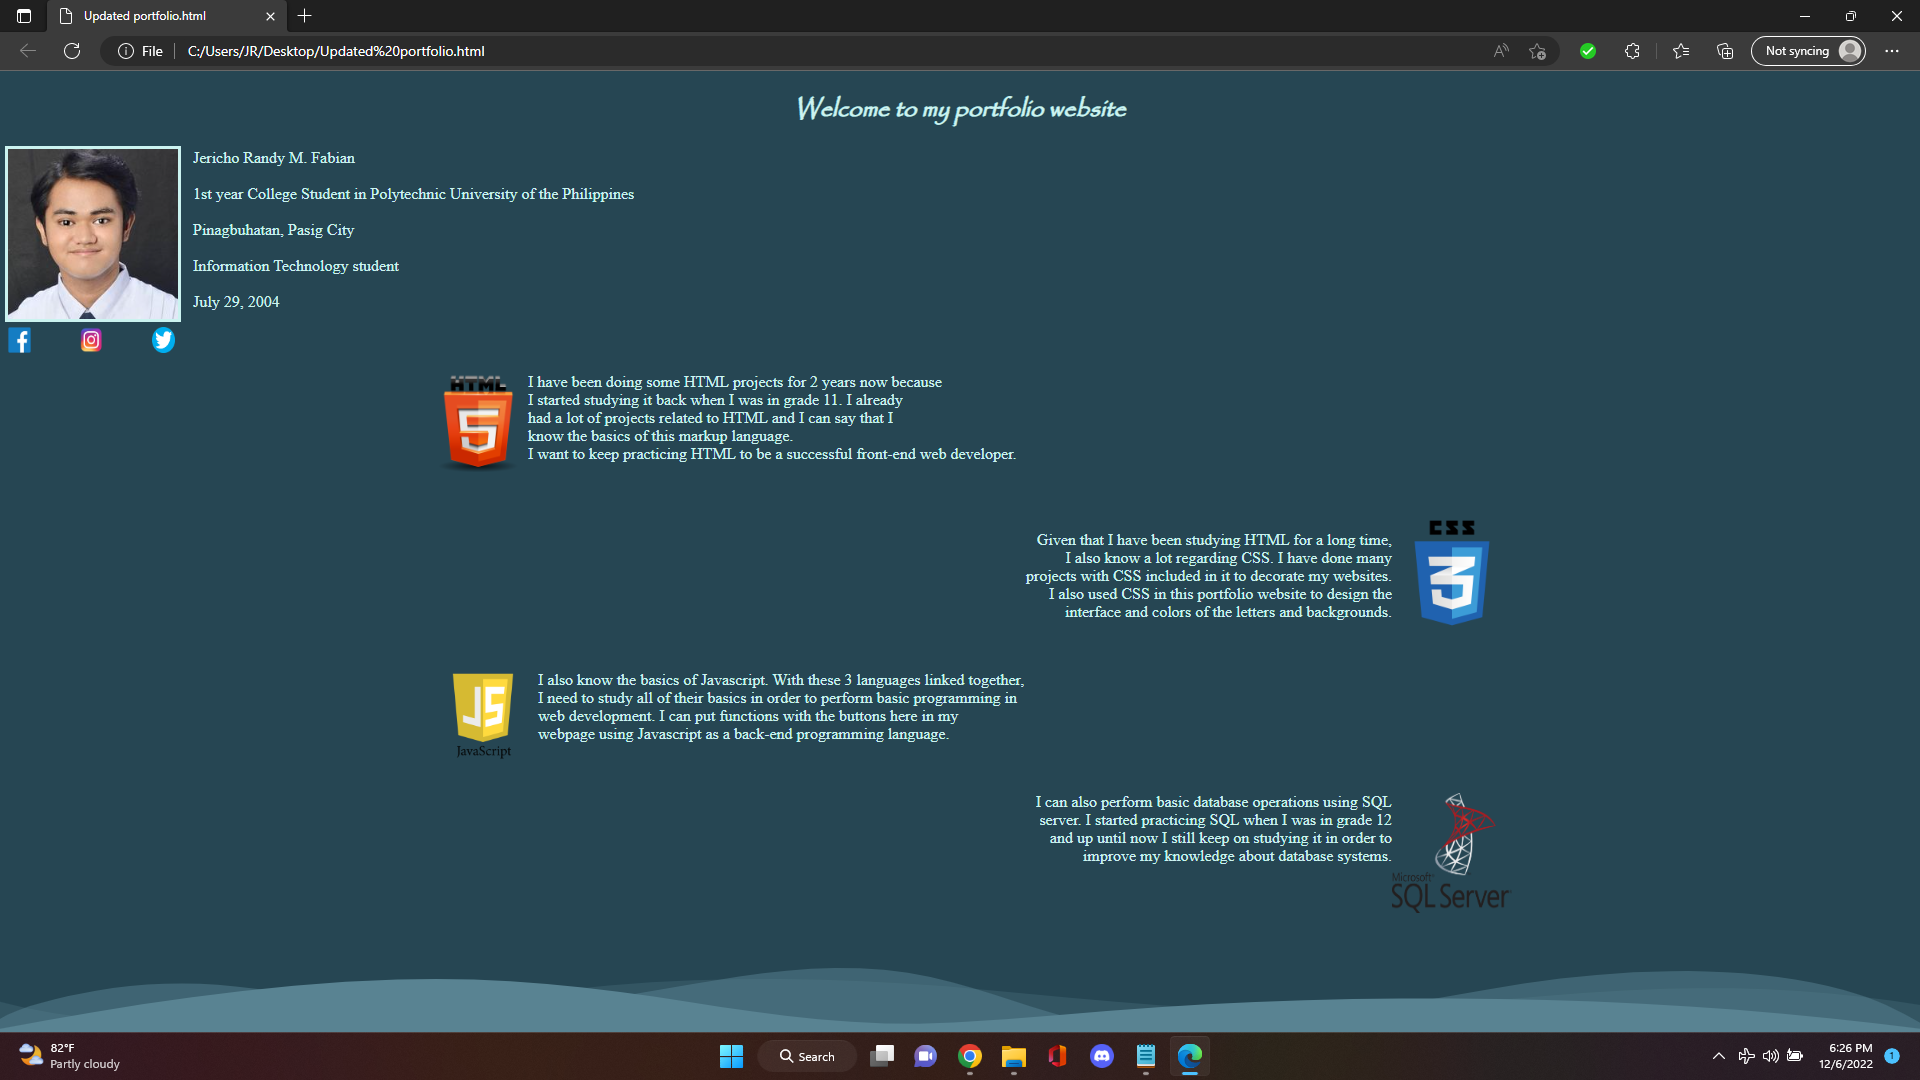 Updated portfolio.html
File
C:/Users/JR/Desktop/Updated%20portfolio.html
Not syncing
Welcome to my portfolio website
Jericho Randy M. Fabian
1st year College Student in Polytechnic University of the Philippines
Pinagbuhatan, Pasig City
Information Technology student
July 29, 2004
HTML
5
I have been doing some HTML projects for 2 years now because
I started studying it back when I was in grade 11. I already
had a lot of projects related to HTML and I can say that I
know the basics of this markup language.
I want to keep practicing HTML to be a successful front-end web developer.
Given that I have been studying HTML for a long time,
I also know a lot regarding CSS. I have done many
projects with CSS included in it to decorate my websites.
I also used CSS in this portfolio website to design the
interface and colors of the letters and backgrounds.
CSS
3
JS
JavaScript
I also know the basics of Javascript. With these 3 languages linked together,
I need to study all of their basics in order to perform basic programming in
web development. I can put functions with the buttons here in my
webpage using Javascript as a back-end programming language.
I can also perform basic database operations using SQL
server. I started practicing SQL when I was in grade 12
and up until now I still keep on studying it in order to
improve my knowledge about database systems.
Microsoft
SQL Server
82°F
Partly cloudy
Search
6:26 PM
12/6/2022
1